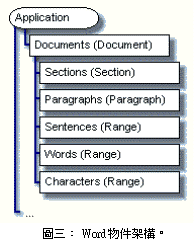 Application
Documents (Document)
Sections (Section)
Paragraphs (Paragraph)
Sentences (Range)
Words (Range)
Characters (Range)
...
圖三： Word物件架構。